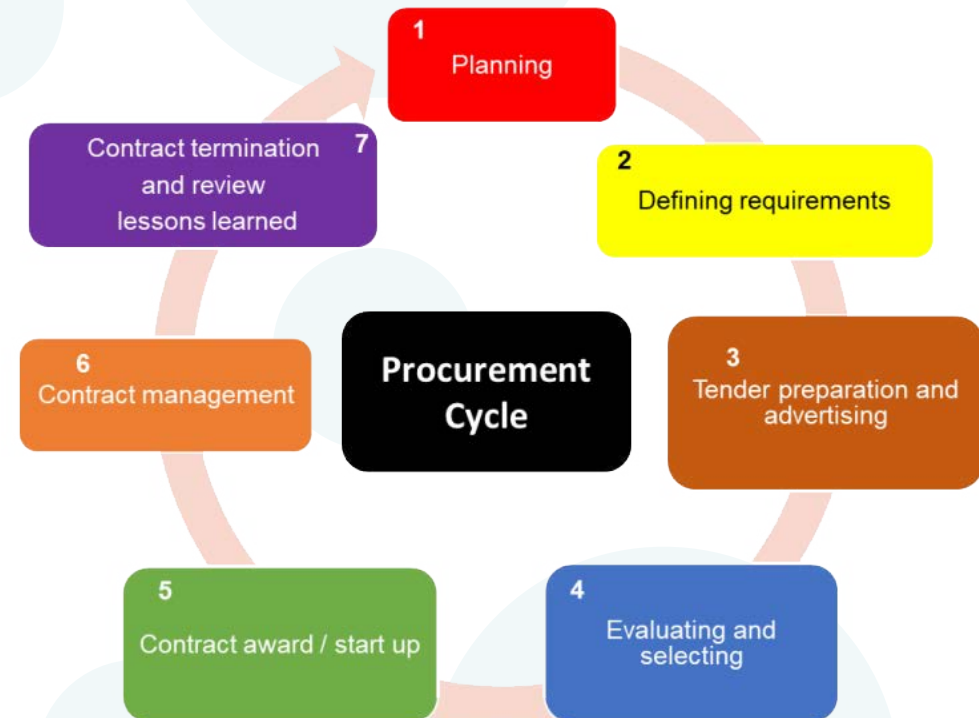 1
Planning
2
Defining requirements
3
Tender preparation and
advertising
4
Evaluating and
selecting
5
Contract award / start up
6
Contract management
7
Contract termination
and review
lessons learned
Procurement
Cycle